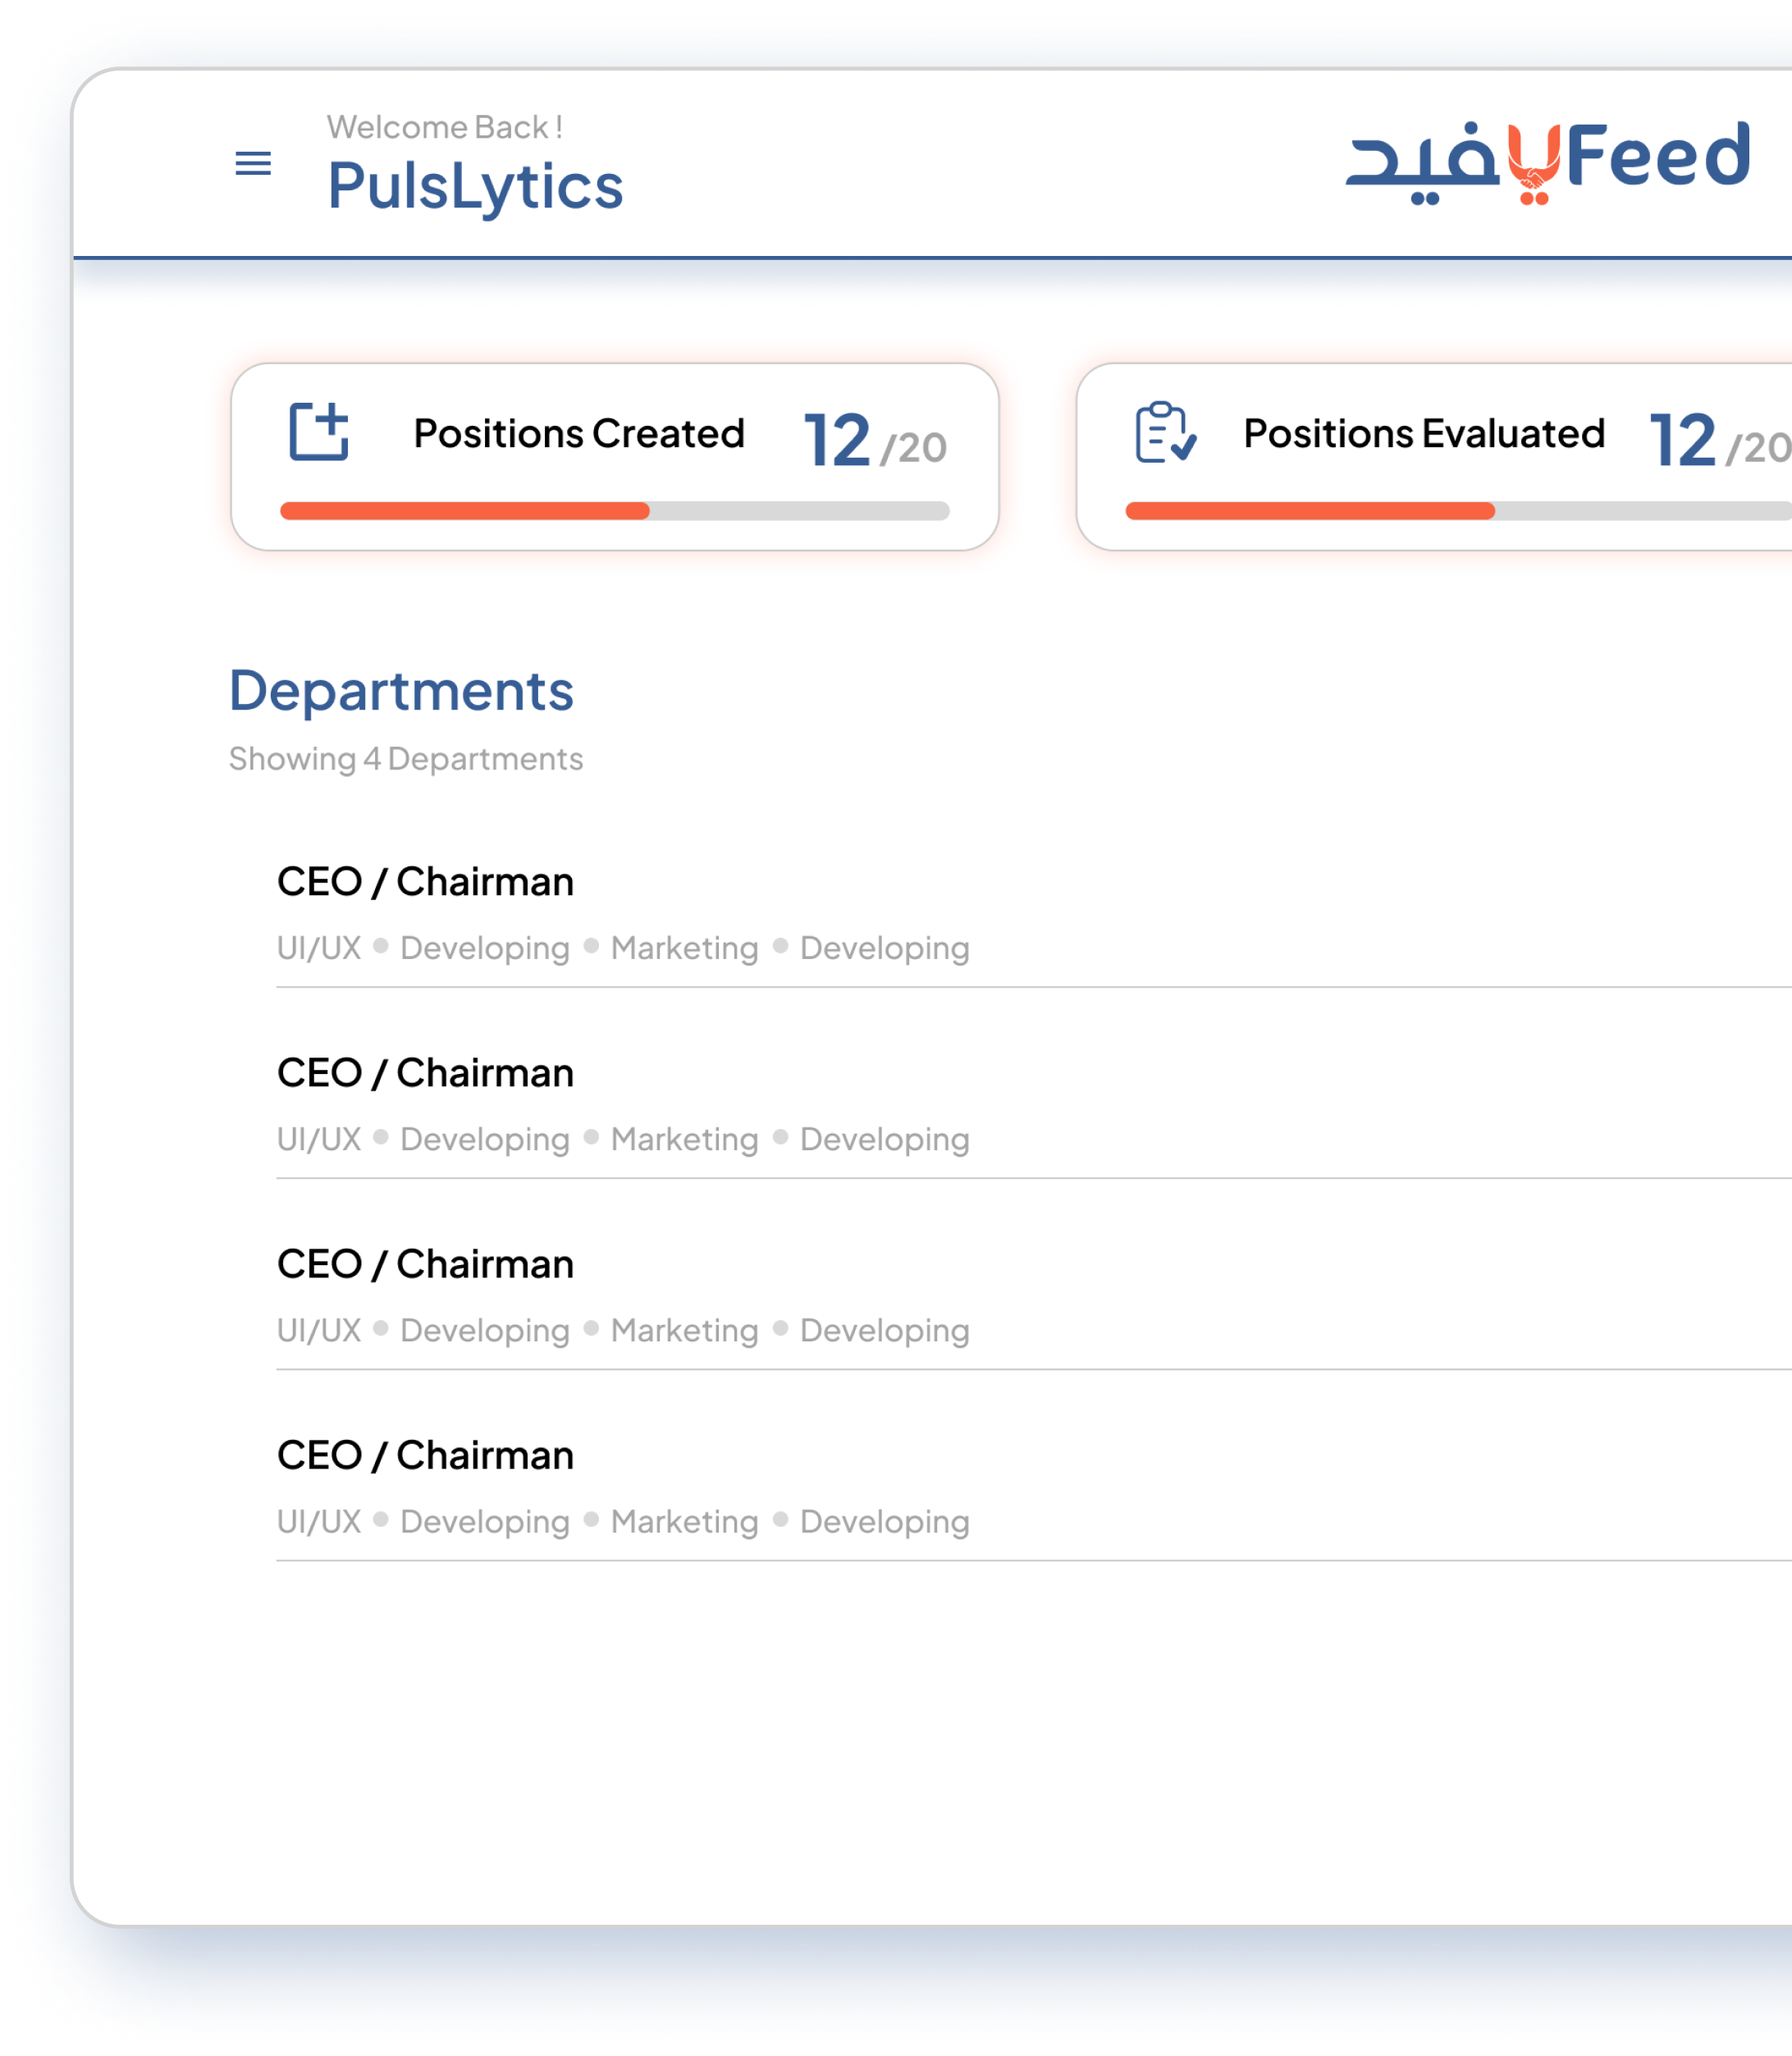 Welcome Back !
PulsLytics
يفيد Feed
Positions Created 12 /20
Positions Evaluated 12 /20
Departments
Showing 4 Departments
CEO / Chairman
UI/UX ● Developing ● Marketing ● Developing
CEO / Chairman
UI/UX ● Developing ● Marketing ● Developing
CEO / Chairman
UI/UX ● Developing ● Marketing ● Developing
CEO / Chairman
UI/UX ● Developing ● Marketing ● Developing